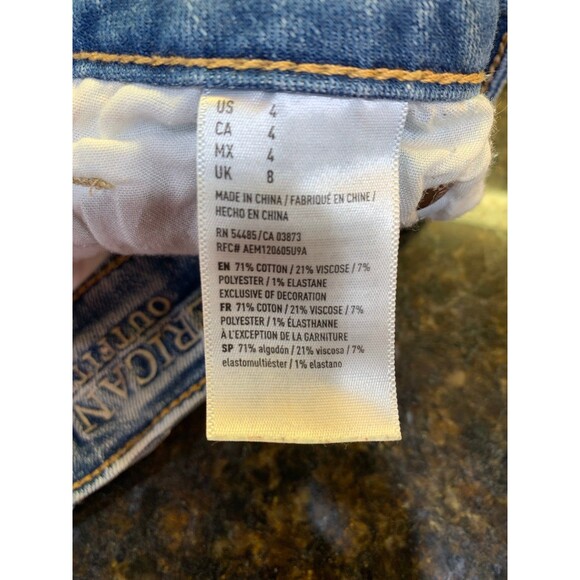 US 4
CA 4
MX 4
UK 8
MADE IN CHINA / FABRIQUÉ EN CHINE /
HECHO EN CHINA
RN 54485/CA 03873
RFC# AEM120605U9A
EN 71% COTTON / 21% VISCOSE / 7%
POLYESTER / 1% ELASTANE
EXCLUSIVE OF DECORATION
FR 71% COTON / 21% VISCOSE / 7%
POLYESTER / 1% ÉLASTHANNE
À L'EXCEPTION DE LA GARNITURE
SP 71% algodón / 21% viscosa / 7%
elastomultiéster / 1% elastano
ERICAN
OUTFI